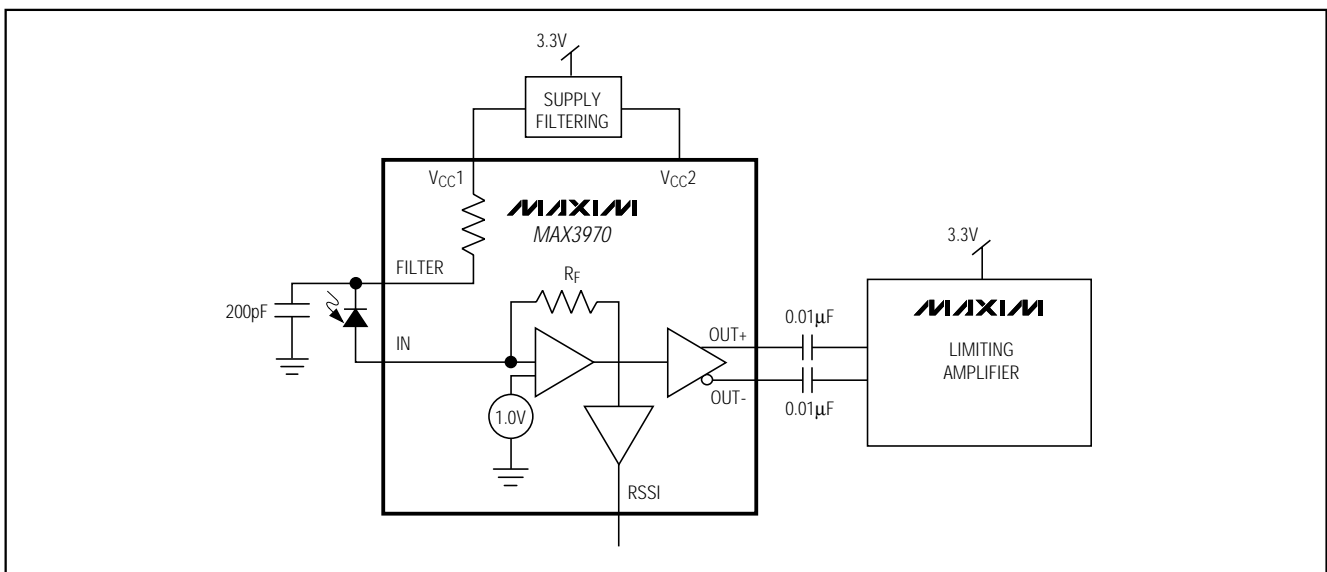 3.3V
SUPPLY
FILTERING
VCC1
VCC2
MAXIM
MAX3970
3.3V
FILTER
RF
200pF
0.01μF
MAXIM
OUT+
IN
LIMITING
AMPLIFIER
OUT-
0.01μF
1.0V
RSSI